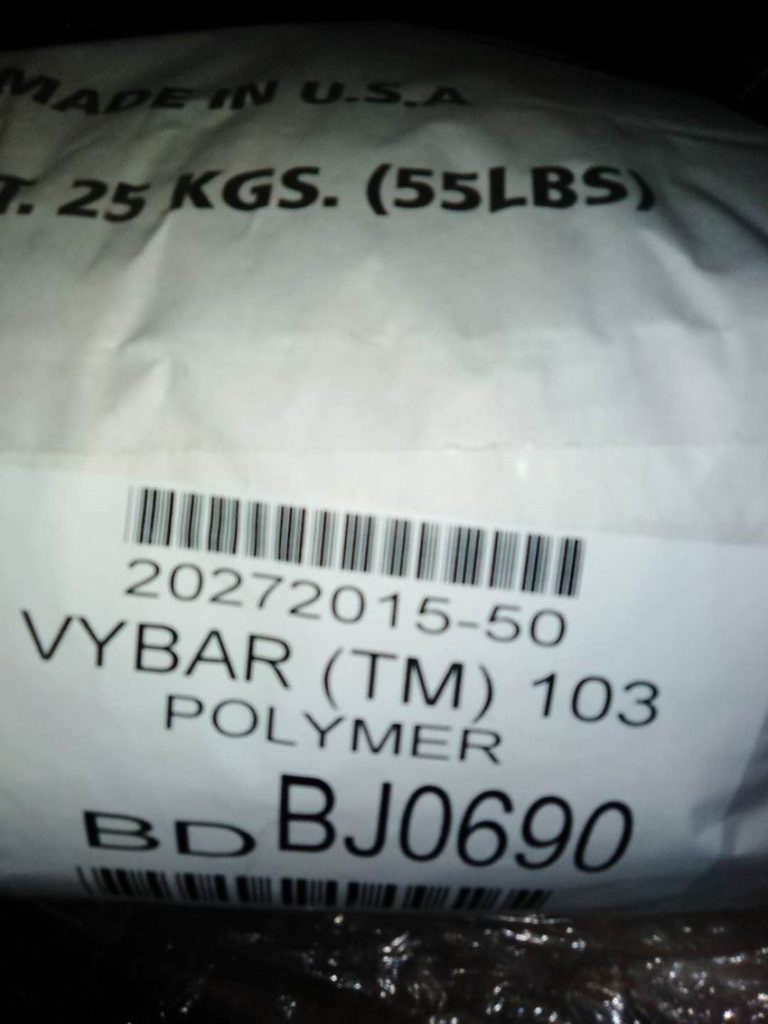 MADE IN U.S.A
T. 25 KGS. (55LBS)
20272015-50
VYBAR (TM) 103
POLYMER
BD BJ0690